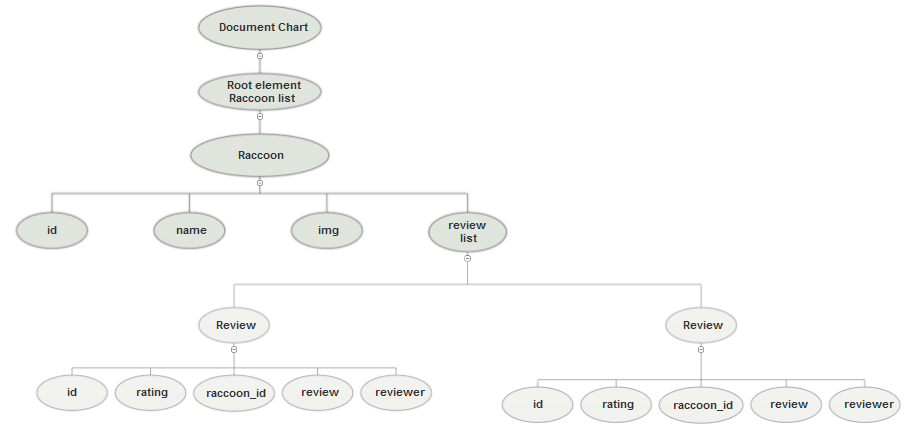 Document Chart
Root element
Raccoon list
Raccoon
id
name
img
review
list
Review
Review
id
rating
raccoon_id
review
reviewer
id
rating
raccoon_id
review
reviewer